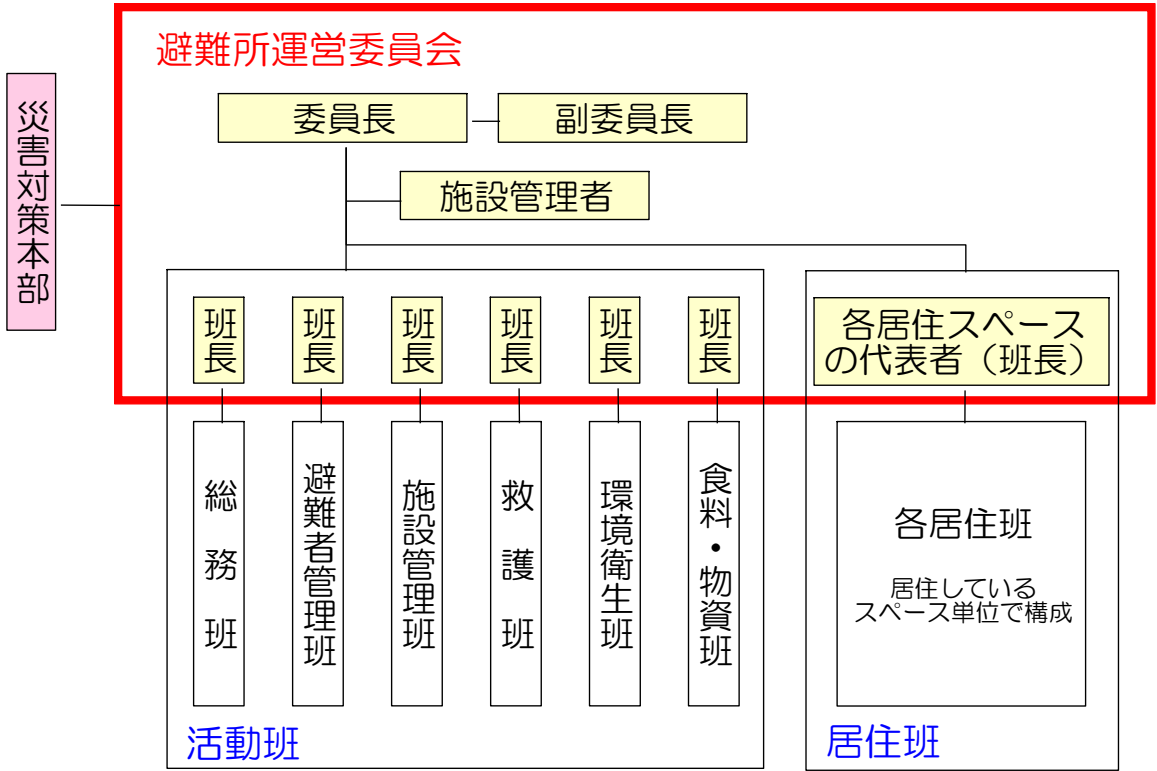 避難所運営委員会
災害対策本部
委員長
副委員長
施設管理者
班長
班長
班長
班長
班長
班長
各居住スペース
の代表者（班長）
総務班
避難者管理班
施設管理班
救護班
環境衛生班
食料・物資班
各居住班
居住している
スペース単位で構成
活動班
居住班